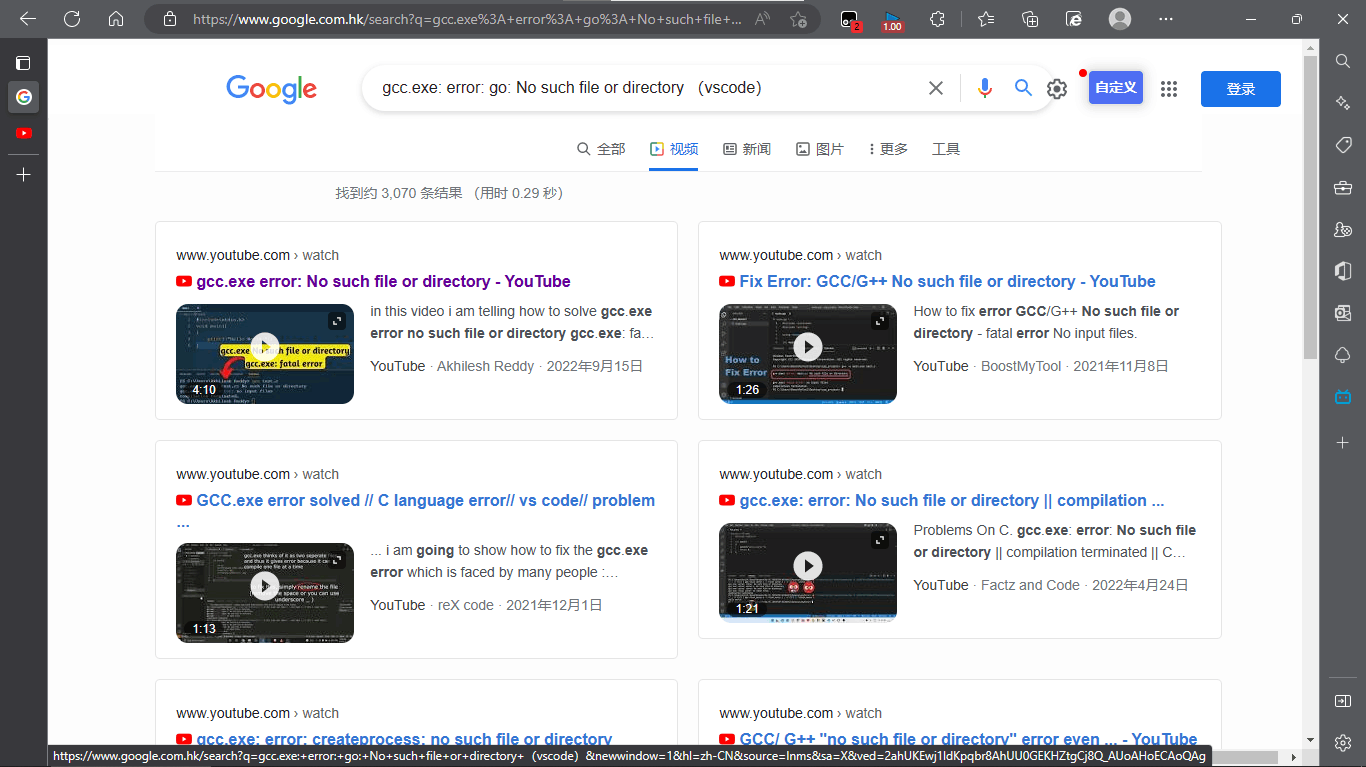 https://www.google.com.hk/search?q=gcc.exe%3A+error%3A+go%3A+No+such+file+...
2
1.00
Google
gcc.exe: error: go: No such file or directory （vscode）
自定义
登录
全部
视频
新闻
图片
更多
工具
找到约 3,070 条结果 （用时 0.29 秒）
www.youtube.com › watch
gcc.exe error: No such file or directory - YouTube
gcc.exe No such file or directory
gcc.exe: fatal error
4:10
in this video i am telling how to solve gcc.exe
error no such file or directory gcc.exe: fa...
YouTube · Akhilesh Reddy · 2022年9月15日
www.youtube.com › watch
Fix Error: GCC/G++ No such file or directory - YouTube
How to
Fix Error
1:26
How to fix error GCC/G++ No such file or
directory - fatal error No input files.
YouTube · BoostMyTool · 2021年11月8日
www.youtube.com › watch
GCC.exe error solved // C language error// vs code// problem
...
1:13
... i am going to show how to fix the gcc.exe
error which is faced by many people :...
YouTube · reX code · 2021年12月1日
www.youtube.com › watch
gcc.exe: error: No such file or directory || compilation ...
1:21
Problems On C. gcc.exe: error: No such file
or directory || compilation terminated || C...
YouTube · Factz and Code · 2022年4月24日
www.youtube.com › watch
gcc.exe: error: createprocess: no such file or directory
www.youtube.com › watch
GCC/ G++ "no such file or directory" error even ... - YouTube
https://www.google.com.hk/search?q=gcc.exe:+error:+go:+No+such+file+or+directory+（vscode）&newwindow=1&hl=zh-CN&source=lnms&sa=X&ved=2ahUKEwj1ldKpqbr8AhUU0GEKHZtgCj8Q_AUoAHoECAoQAg